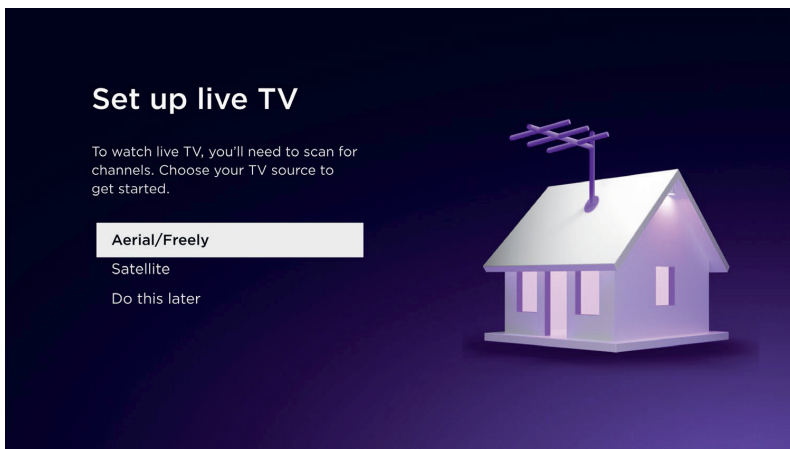 Set up live TV
To watch live TV, you’ll need to scan for
channels. Choose your TV source to
get started.
Aerial/Freely
Satellite
Do this later